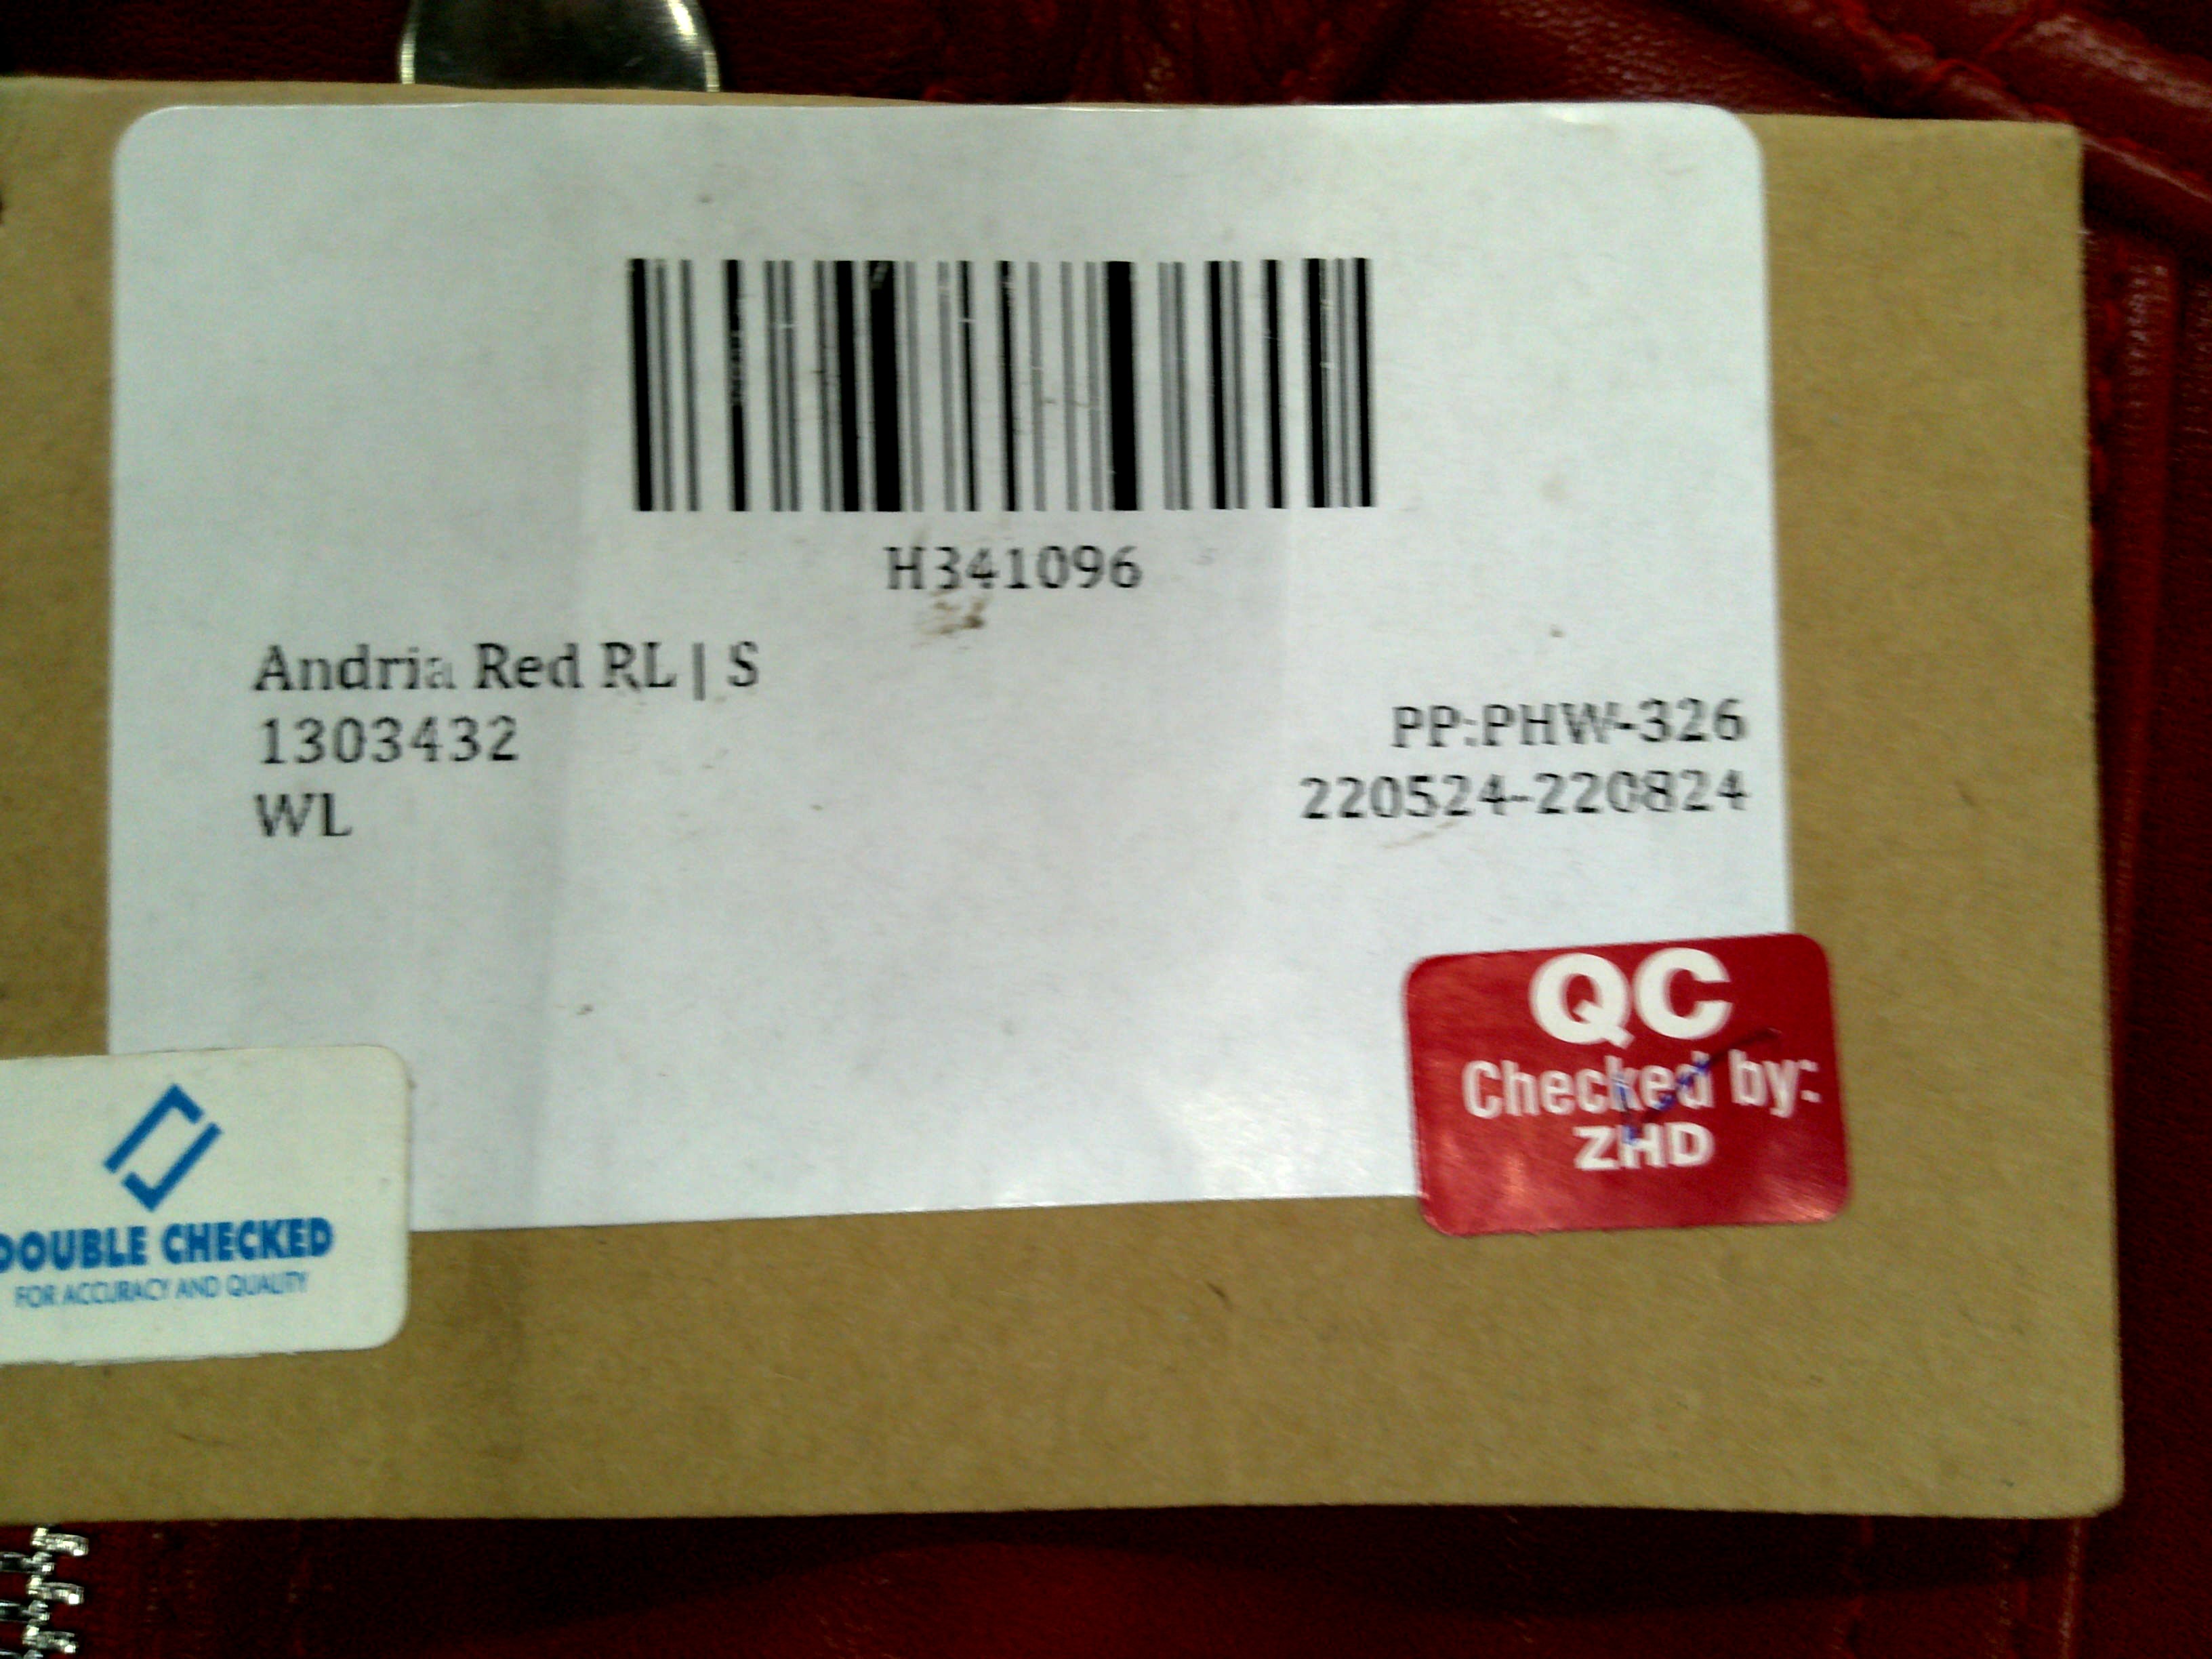 H341096
Andria Red RL | S
1303432
WL
PP:PHW-326
220524-220824
QC
Checked by:
ZHD
DOUBLE CHECKED
FOR ACCURACY AND QUALITY